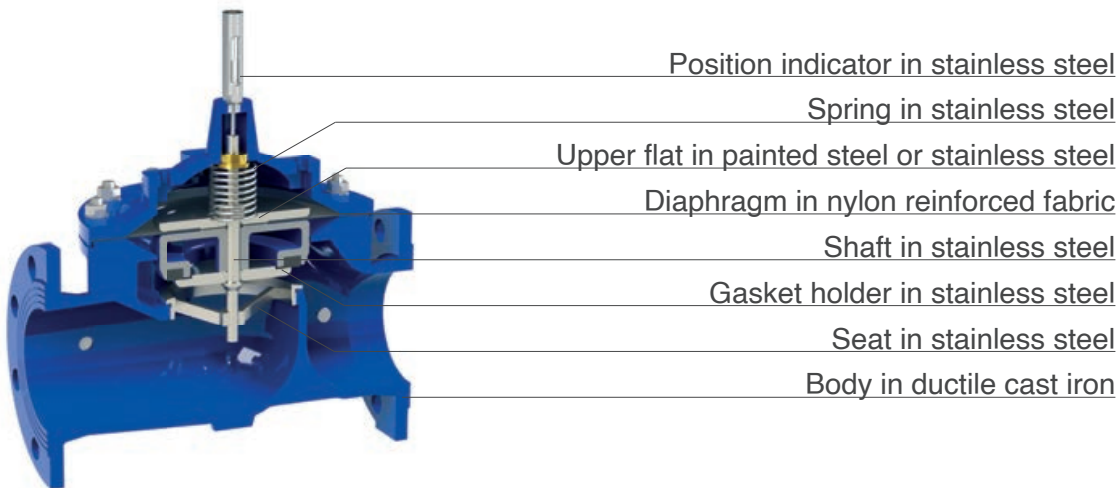 Position indicator in stainless steel
Spring in stainless steel
Upper flat in painted steel or stainless steel
Diaphragm in nylon reinforced fabric
Shaft in stainless steel
Gasket holder in stainless steel
Seat in stainless steel
Body in ductile cast iron